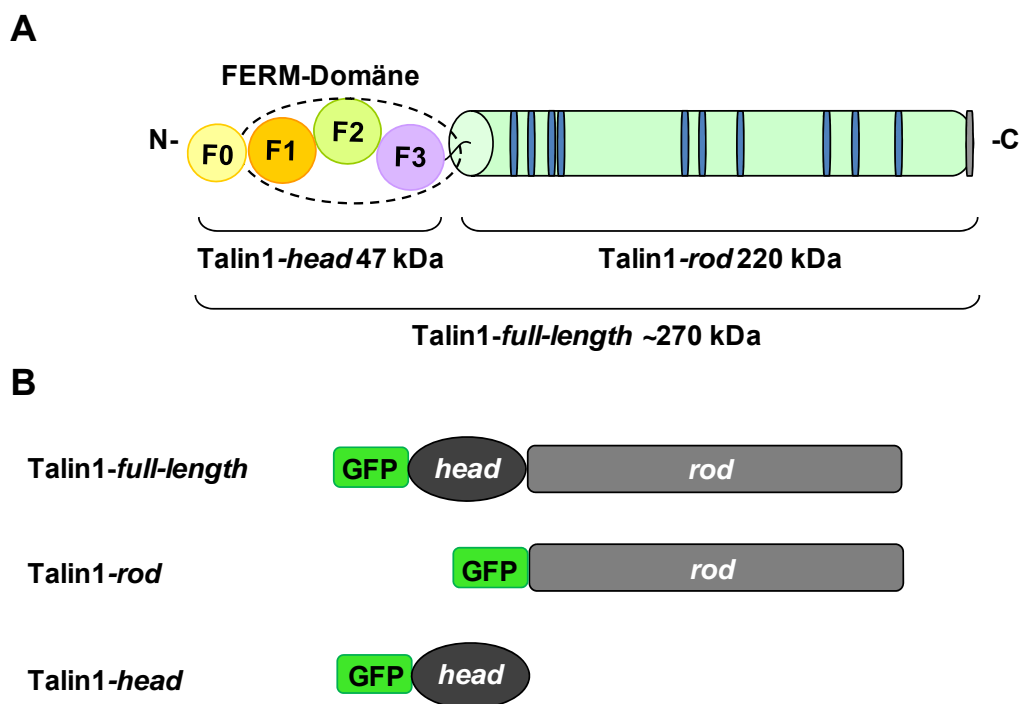 A
FERM-Domäne
N-
F0
F1
F2
F3
-C
Talin1-head 47 kDa
Talin1-rod 220 kDa
Talin1-full-length ~270 kDa
B
Talin1-full-length
GFP
head
rod
Talin1-rod
GFP
rod
Talin1-head
GFP
head